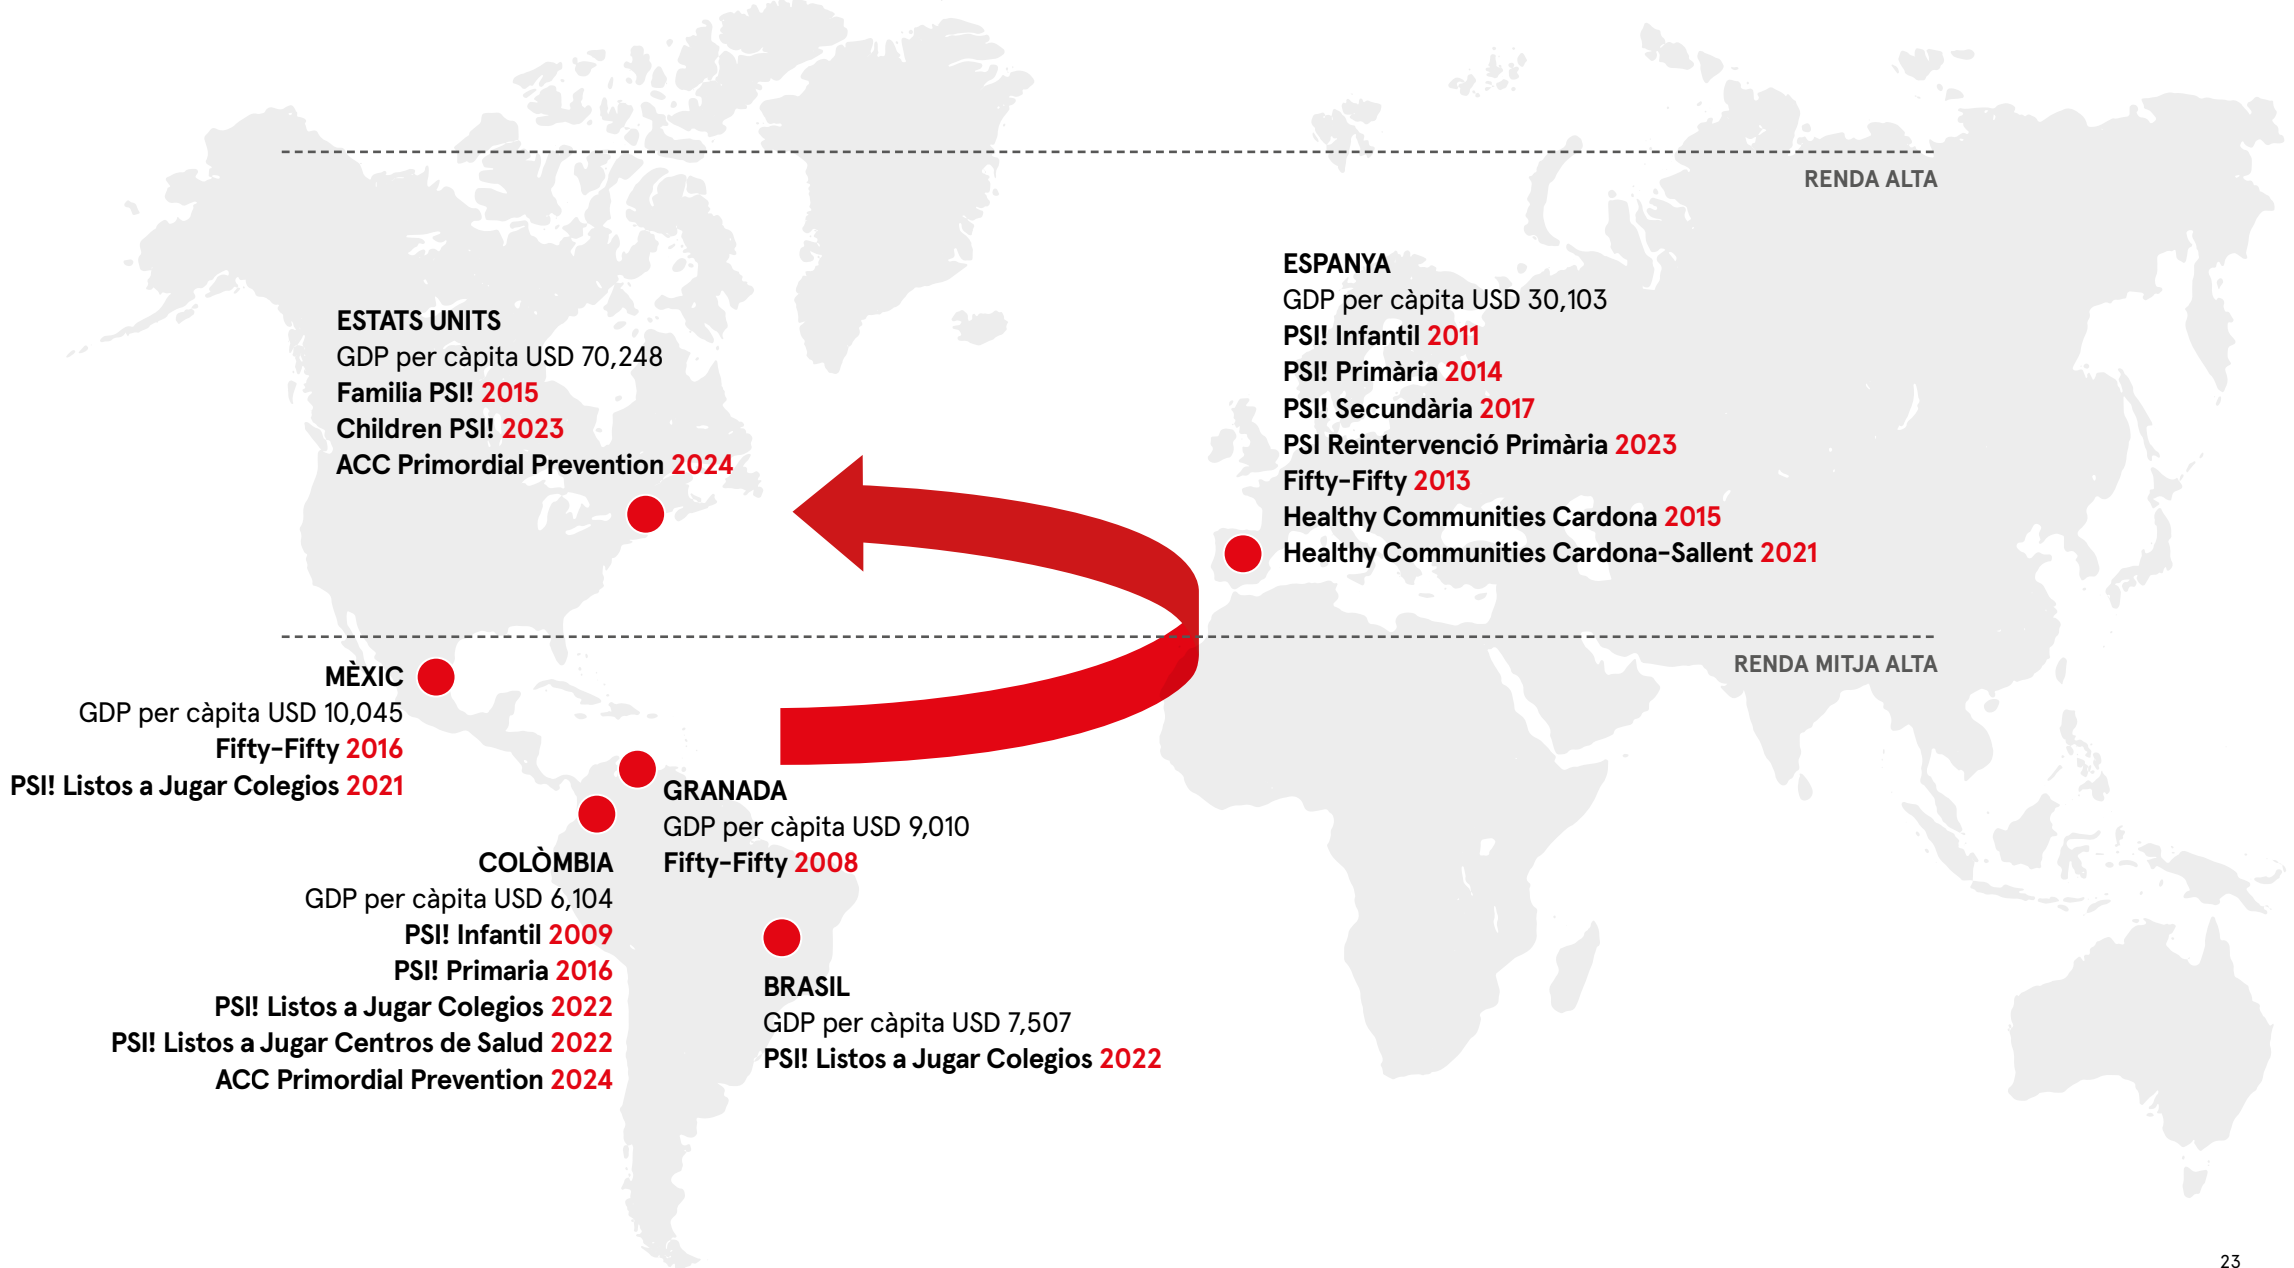 RENDA ALTA
ESTATS UNITS
GDP per càpita USD 70,248
Familia PSI! 2015
Children PSI! 2023
ACC Primordial Prevention 2024
ESPANYA
GDP per càpita USD 30,103
PSI! Infantil 2011
PSI! Primària 2014
PSI! Secundària 2017
PSI Reintervenció Primària 2023
Fifty-Fifty 2013
Healthy Communities Cardona 2015
Healthy Communities Cardona-Sallent 2021
RENDA MITJA ALTA
MÈXIC
GDP per càpita USD 10,045
Fifty-Fifty 2016
PSI! Listos a Jugar Colegios 2021
GRANADA
GDP per càpita USD 9,010
Fifty-Fifty 2008
COLÒMBIA
GDP per càpita USD 6,104
PSI! Infantil 2009
PSI! Primaria 2016
PSI! Listos a Jugar Colegios 2022
PSI! Listos a Jugar Centros de Salud 2022
ACC Primordial Prevention 2024
BRASIL
GDP per càpita USD 7,507
PSI! Listos a Jugar Colegios 2022
23